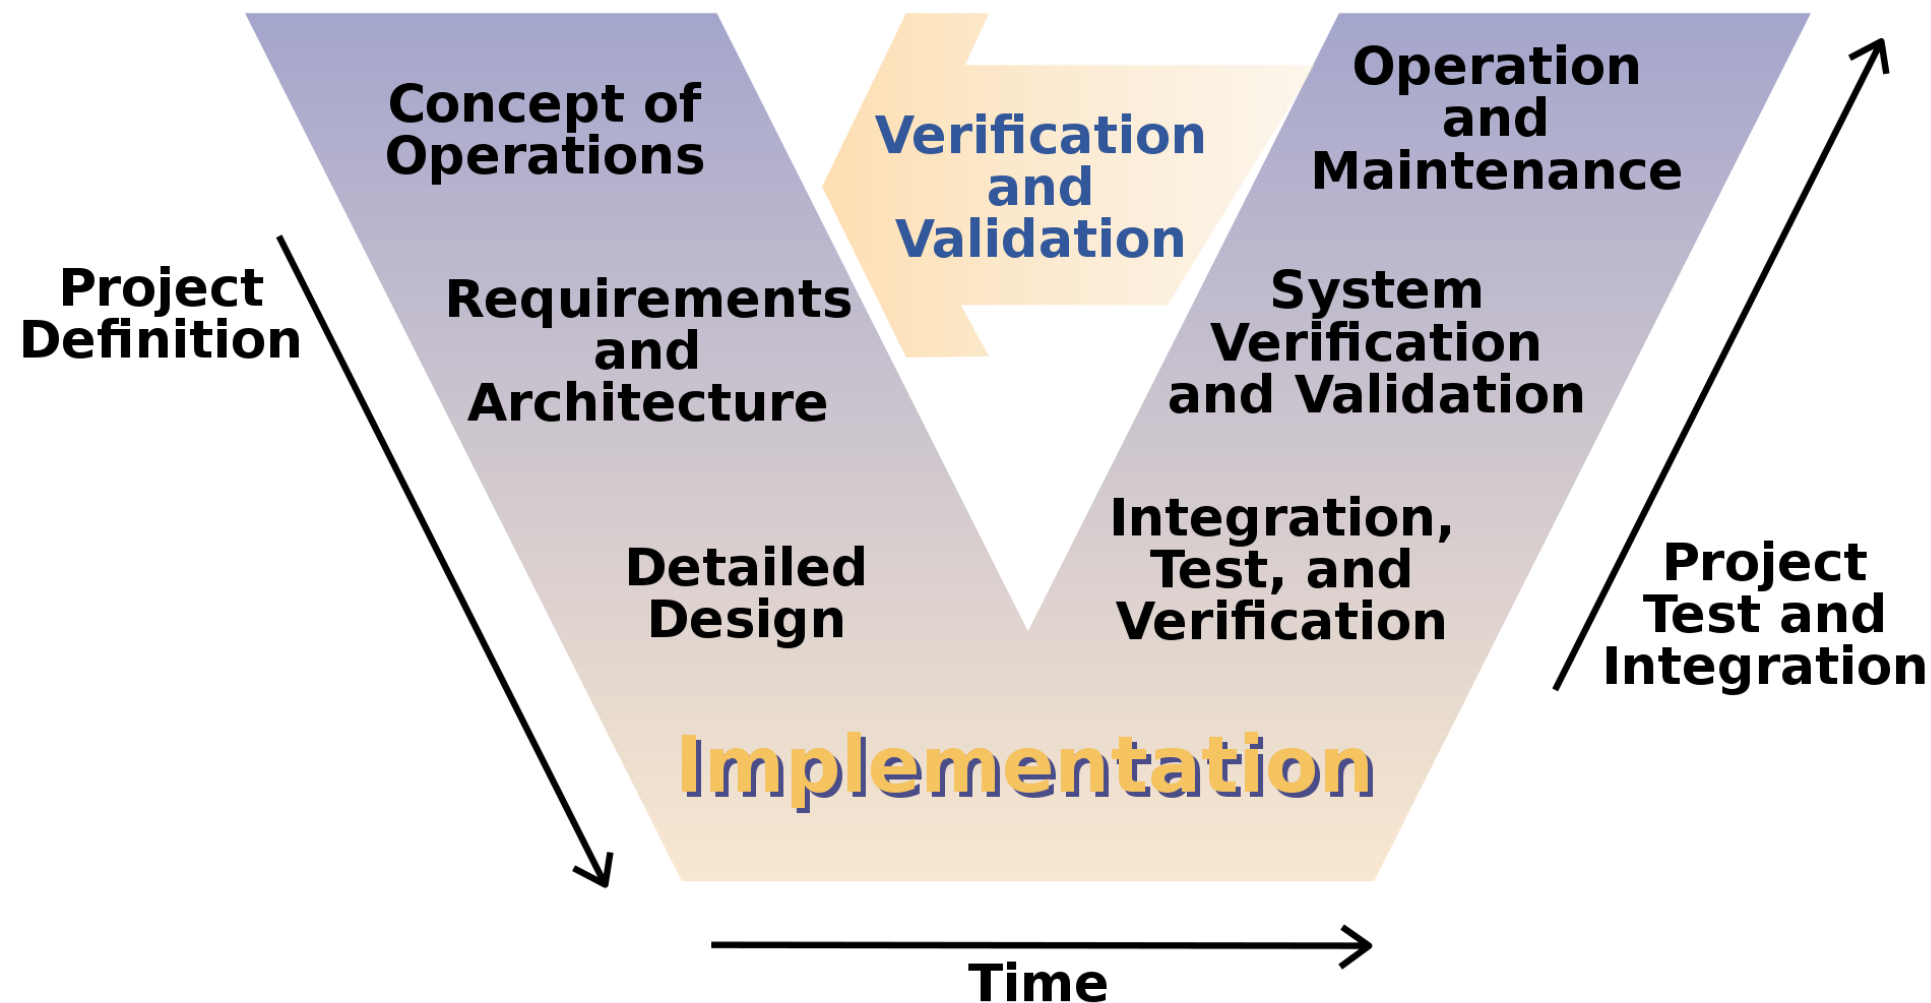 Concept of
Operations
Verification
and
Validation
Operation
and
Maintenance
Project
Definition
Requirements
and
Architecture
System
Verification
and Validation
Detailed
Design
Integration,
Test, and
Verification
Project
Test and
Integration
Implementation
Time